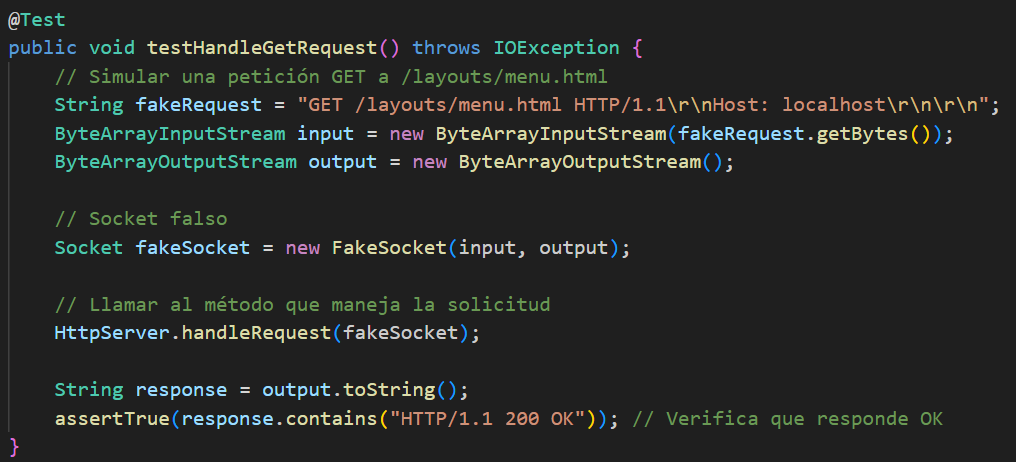 @Test
public void testHandleGetRequest() throws IOException {
    // Simular una petición GET a /layouts/menu.html
    String fakeRequest = "GET /layouts/menu.html HTTP/1.1\r\nHost: localhost\r\n\r\n";
    ByteArrayInputStream input = new ByteArrayInputStream(fakeRequest.getBytes());
    ByteArrayOutputStream output = new ByteArrayOutputStream();

    // Socket falso
    Socket fakeSocket = new FakeSocket(input, output);

    // Llamar al método que maneja la solicitud
    HttpServer.handleRequest(fakeSocket);

    String response = output.toString();
    assertTrue(response.contains("HTTP/1.1 200 OK")); // Verifica que responde OK
}